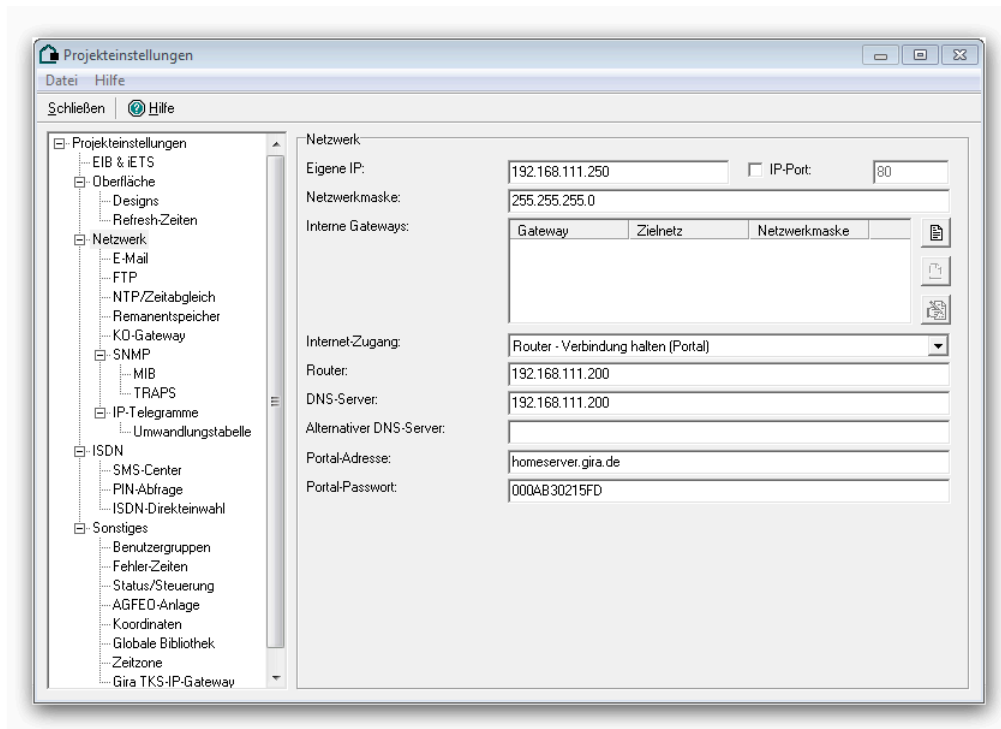 Projekteinstellungen
Datei Hilfe
Schließen Hilfe
Projekteinstellungen
EIB & iETS
Oberfläche
Designs
Refresh-Zeiten
Netzwerk
E-Mail
FTP
NTP/Zeitabgleich
Remanentspeicher
KO-Gateway
SNMP
MIB
TRAPS
IP-Telegramme
Umwandlungstabelle
ISDN
SMS-Center
PIN-Abfrage
ISDN-Direkteinwahl
Sonstiges
Benutzergruppen
Fehler-Zeiten
Status/Steuerung
AGFEO-Anlage
Koordinaten
Globale Bibliothek
Zeitzone
Gira TKS-IP-Gateway
Netzwerk
Eigene IP: 192.168.111.250 IP-Port: 80
Netzwerkmaske: 255.255.255.0
Interne Gateways: Gateway Zielnetz Netzwerkmaske
Internet-Zugang: Router - Verbindung halten (Portal)
Router: 192.168.111.200
DNS-Server: 192.168.111.200
Alternativer DNS-Server:
Portal-Adresse: homeserver.gira.de
Portal-Passwort: 000AB30215FD